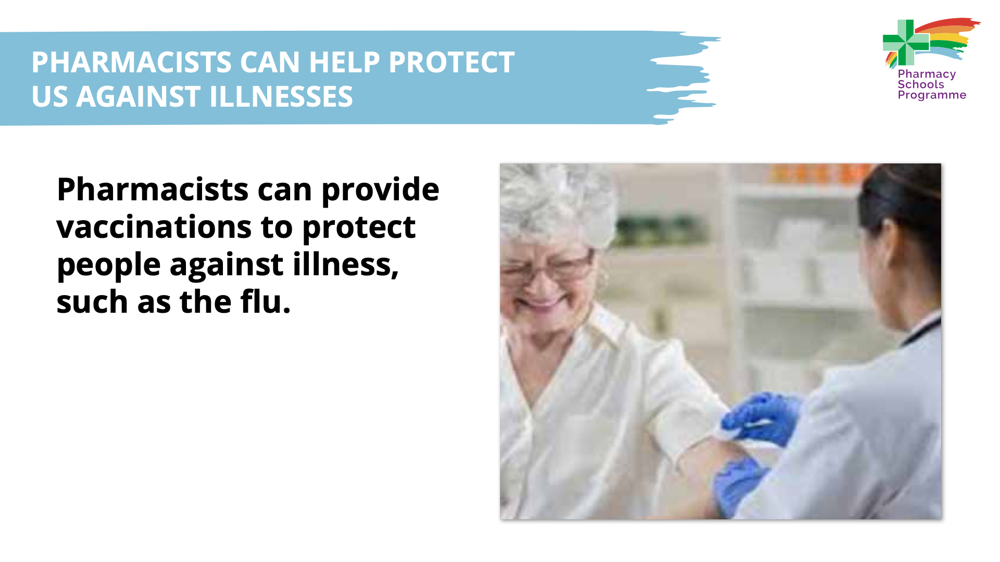 PHARMACISTS CAN HELP PROTECT
US AGAINST ILLNESSES
Pharmacy
Schools
Programme
Pharmacists can provide
vaccinations to protect
people against illness,
such as the flu.